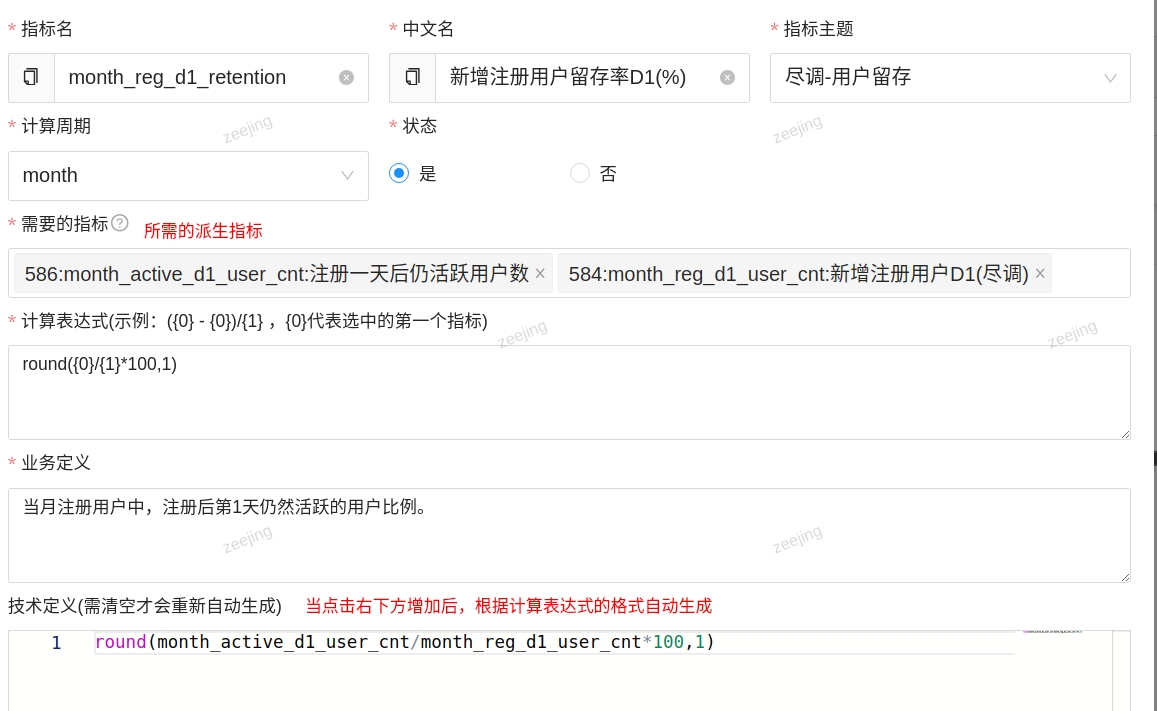 * 指标名 * 中文名 * 指标主题
month_reg_d1_retention 新增注册用户留存率D1(%) 尽调-用户留存
* 计算周期 zeejing * 状态 zeejing
month 是 否
* 需要的指标 所需的派生指标
586:month_active_d1_user_cnt:注册一天后仍活跃用户数 × 584:month_reg_d1_user_cnt:新增注册用户D1(尽调) ×
* 计算表达式(示例：({0} - {0})/{1} ，{0}代表选中的第一个指标) zeejing zeejing
round({0}/{1}*100,1)
* 业务定义
当月注册用户中，注册后第1天仍然活跃的用户比例。
zeejing zeejing
技术定义(需清空才会重新自动生成) 当点击右下方增加后，根据计算表达式的格式自动生成
1 round(month_active_d1_user_cnt/month_reg_d1_user_cnt*100,1)